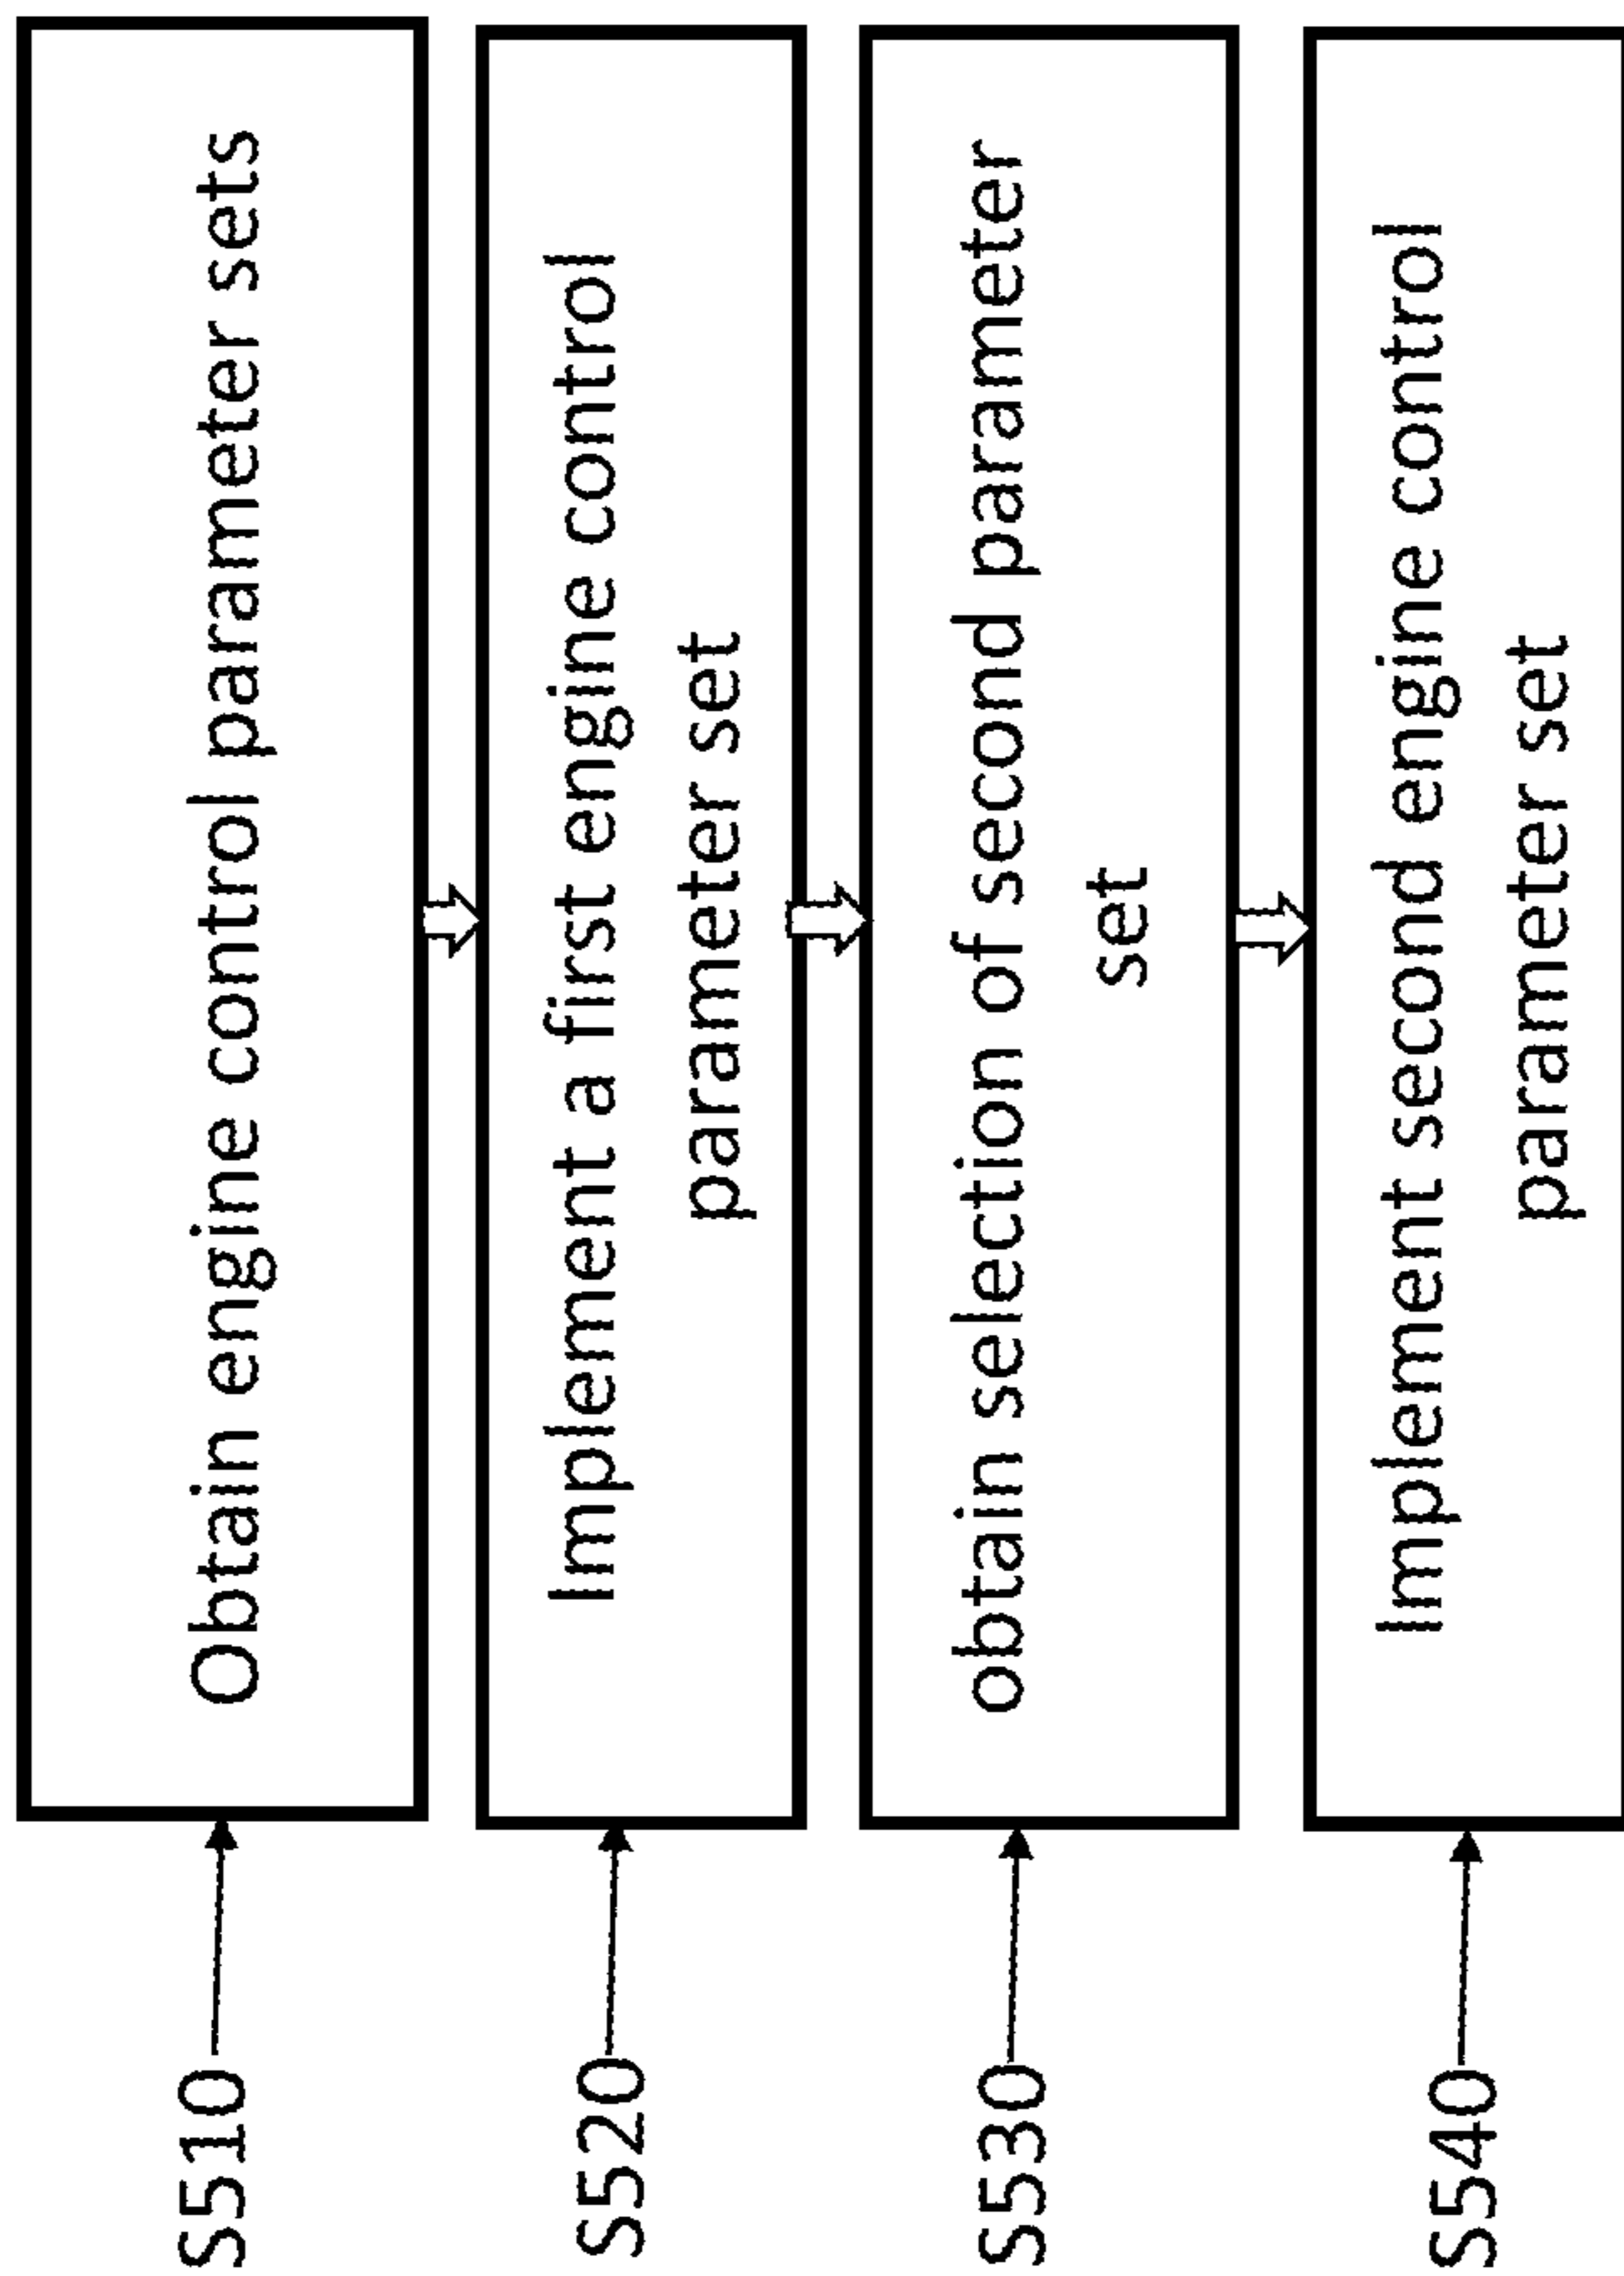 S510
Obtain engine control parameter sets
S520
Implement a first engine control
parameter set
S530
obtain selection of second parameter
set
S540
Implement second engine control
parameter set